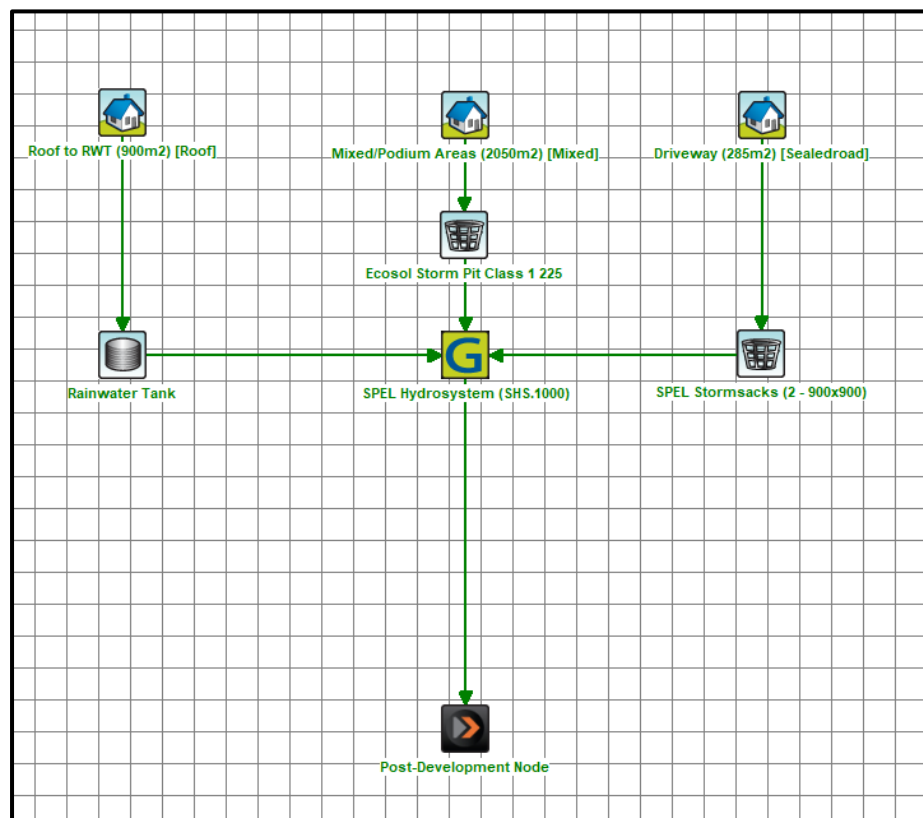 Roof to RWT (900m2) [Roof]
Mixed/Podium Areas (2050m2) [Mixed]
Driveway (285m2) [Sealedroad]
Ecosol Storm Pit Class 1 225
G
Rainwater Tank
SPEL Hydrosystem (SHS.1000)
SPEL Stormsacks (2 - 900x900)
Post-Development Node